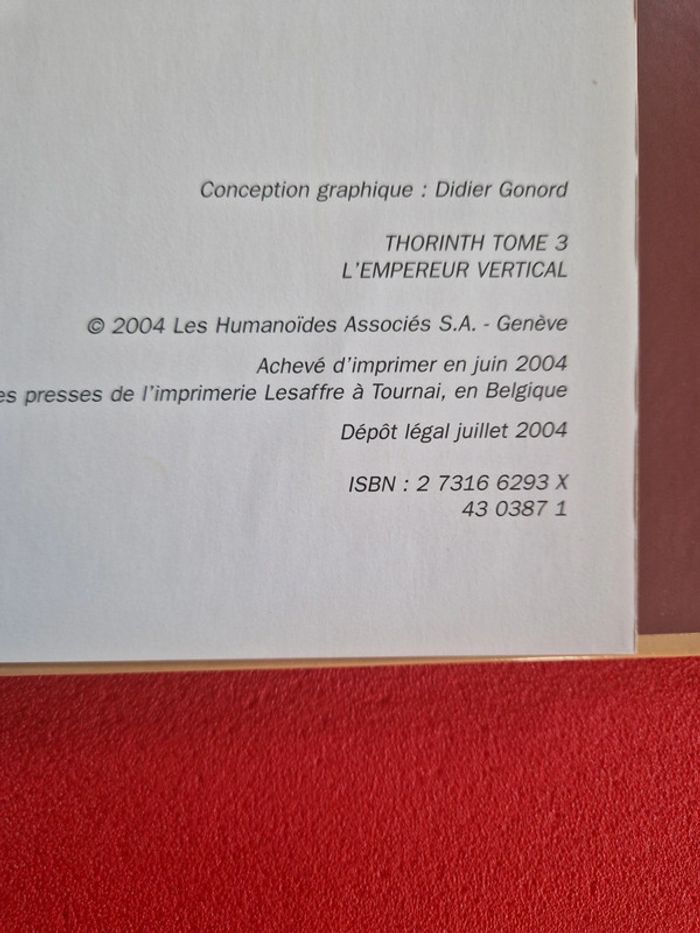 Conception graphique : Didier Gonord
THORINTH TOME 3
L'EMPEREUR VERTICAL
© 2004 Les Humanoïdes Associés S.A. - Genève
Achevé d'imprimer en juin 2004
es presses de l'imprimerie Lesaffre à Tournai, en Belgique
Dépôt légal juillet 2004
ISBN : 2 7316 6293 X
43 0387 1